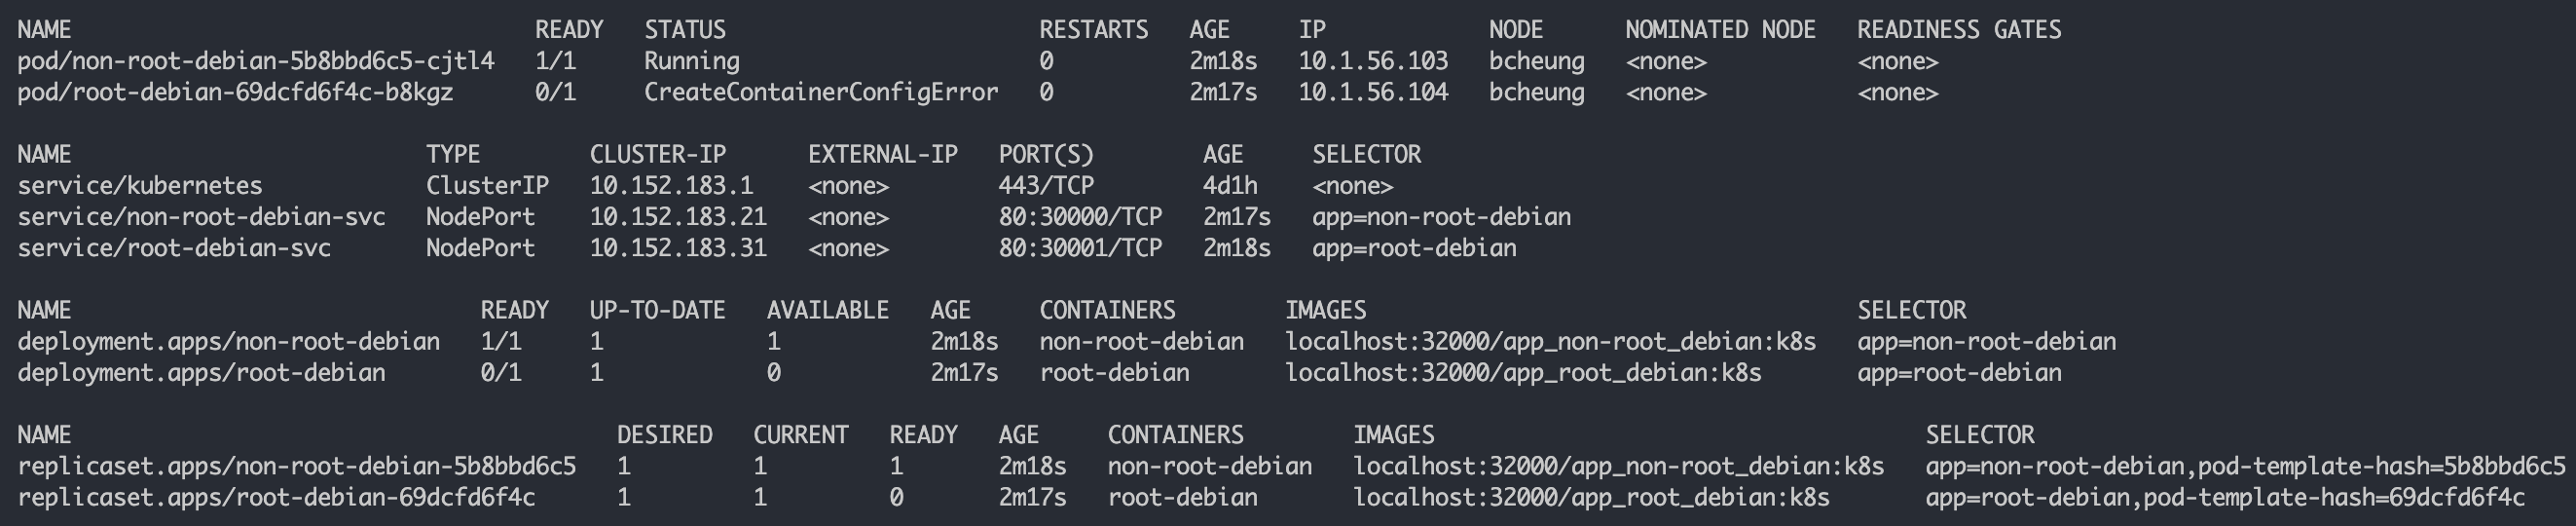 NAME                                  READY   STATUS                       RESTARTS   AGE     IP            NODE      NOMINATED NODE   READINESS GATES
pod/non-root-debian-5b8bbd6c5-cjtl4   1/1     Running                      0          2m18s   10.1.56.103   bcheung   <none>           <none>
pod/root-debian-69dcfd6f4c-b8kgz      0/1     CreateContainerConfigError   0          2m17s   10.1.56.104   bcheung   <none>           <none>

NAME                          TYPE        CLUSTER-IP      EXTERNAL-IP   PORT(S)        AGE     SELECTOR
service/kubernetes            ClusterIP   10.152.183.1    <none>        443/TCP        4d1h    <none>
service/non-root-debian-svc   NodePort    10.152.183.21   <none>        80:30000/TCP   2m17s   app=non-root-debian
service/root-debian-svc       NodePort    10.152.183.31   <none>        80:30001/TCP   2m18s   app=root-debian

NAME                              READY   UP-TO-DATE   AVAILABLE   AGE     CONTAINERS        IMAGES                                    SELECTOR
deployment.apps/non-root-debian   1/1     1            1           2m18s   non-root-debian   localhost:32000/app_non-root_debian:k8s   app=non-root-debian
deployment.apps/root-debian       0/1     1            0           2m17s   root-debian       localhost:32000/app_root_debian:k8s       app=root-debian

NAME                                        DESIRED   CURRENT   READY   AGE     CONTAINERS        IMAGES                                    SELECTOR
replicaset.apps/non-root-debian-5b8bbd6c5   1         1         1       2m18s   non-root-debian   localhost:32000/app_non-root_debian:k8s   app=non-root-debian,pod-template-hash=5b8bbd6c5
replicaset.apps/root-debian-69dcfd6f4c      1         1         0       2m17s   root-debian       localhost:32000/app_root_debian:k8s       app=root-debian,pod-template-hash=69dcfd6f4c